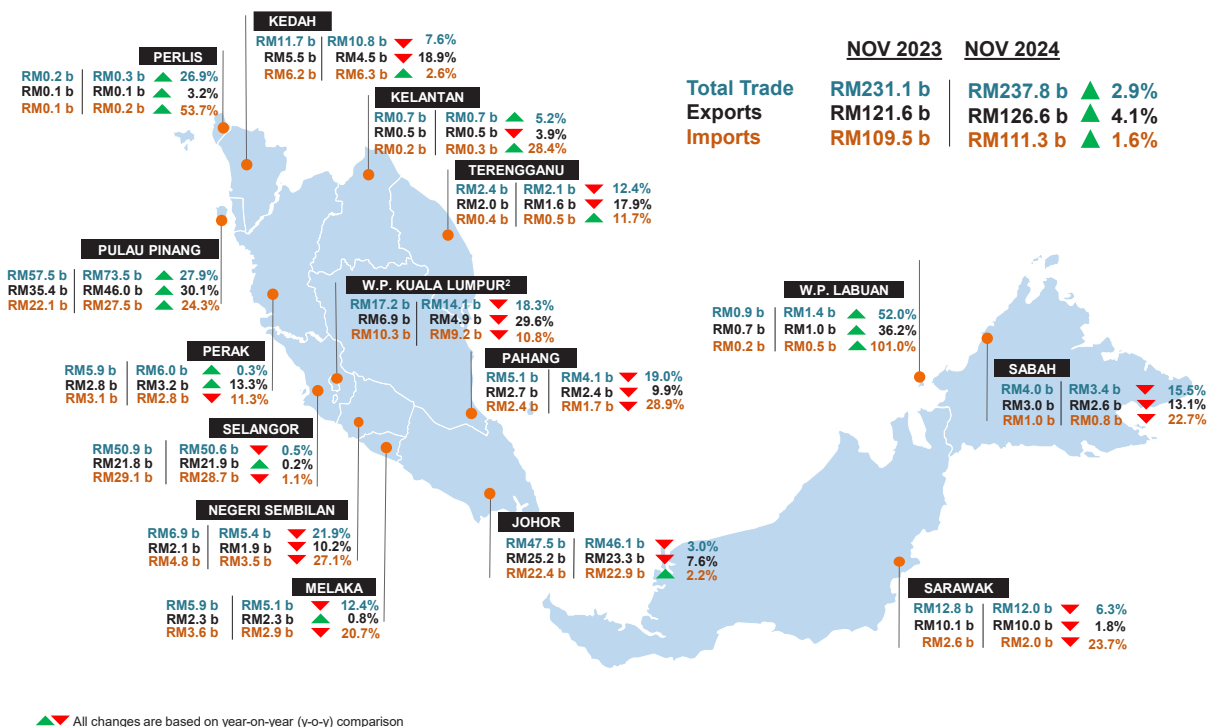 NOV 2023 NOV 2024
Total Trade RM231.1 b RM237.8 b 2.9%
Exports RM121.6 b RM126.6 b 4.1%
Imports RM109.5 b RM111.3 b 1.6%
KEDAH
RM11.7 b RM10.8 b 7.6%
RM5.5 b RM4.5 b 18.9%
RM6.2 b RM6.3 b 2.6%
PERLIS
RM0.2 b RM0.3 b 26.9%
RM0.1 b RM0.1 b 3.2%
RM0.1 b RM0.2 b 53.7%
KELANTAN
RM0.7 b RM0.7 b 5.2%
RM0.5 b RM0.5 b 3.9%
RM0.2 b RM0.3 b 28.4%
TERENGGANU
RM2.4 b RM2.1 b 12.4%
RM2.0 b RM1.6 b 17.9%
RM0.4 b RM0.5 b 11.7%
PULAU PINANG
RM57.5 b RM73.5 b 27.9%
RM35.4 b RM46.0 b 30.1%
RM22.1 b RM27.5 b 24.3%
W.P. KUALA LUMPUR²
RM17.2 b RM14.1 b 18.3%
RM6.9 b RM4.9 b 29.6%
RM10.3 b RM9.2 b 10.8%
W.P. LABUAN
RM0.9 b RM1.4 b 52.0%
RM0.7 b RM1.0 b 36.2%
RM0.2 b RM0.5 b 101.0%
PERAK
RM5.9 b RM6.0 b 0.3%
RM2.8 b RM3.2 b 13.3%
RM3.1 b RM2.8 b 11.3%
PAHANG
RM5.1 b RM4.1 b 19.0%
RM2.7 b RM2.4 b 9.9%
RM2.4 b RM1.7 b 28.9%
SABAH
RM4.0 b RM3.4 b 15.5%
RM3.0 b RM2.6 b 13.1%
RM1.0 b RM0.8 b 22.7%
SELANGOR
RM50.9 b RM50.6 b 0.5%
RM21.8 b RM21.9 b 0.2%
RM29.1 b RM28.7 b 1.1%
NEGERI SEMBILAN
RM6.9 b RM5.4 b 21.9%
RM2.1 b RM1.9 b 10.2%
RM4.8 b RM3.5 b 27.1%
JOHOR
RM47.5 b RM46.1 b 3.0%
RM25.2 b RM23.3 b 7.6%
RM22.4 b RM22.9 b 2.2%
MELAKA
RM5.9 b RM5.1 b 12.4%
RM2.3 b RM2.3 b 0.8%
RM3.6 b RM2.9 b 20.7%
SARAWAK
RM12.8 b RM12.0 b 6.3%
RM10.1 b RM10.0 b 1.8%
RM2.6 b RM2.0 b 23.7%
All changes are based on year-on-year (y-o-y) comparison